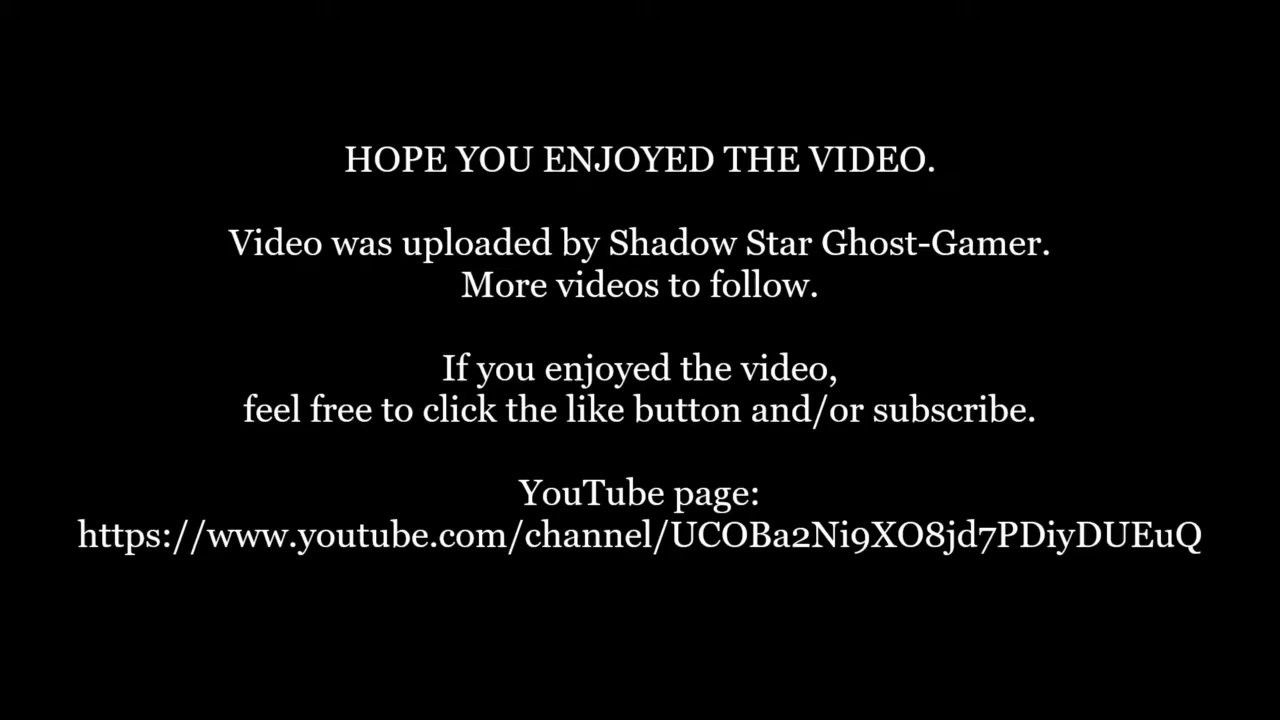 HOPE YOU ENJOYED THE VIDEO.
Video was uploaded by Shadow Star Ghost-Gamer.
More videos to follow.
If you enjoyed the video,
feel free to click the like button and/or subscribe.
YouTube page:
https://www.youtube.com/channel/UCOBa2Ni9XO8jd7PDiyDUEuQ